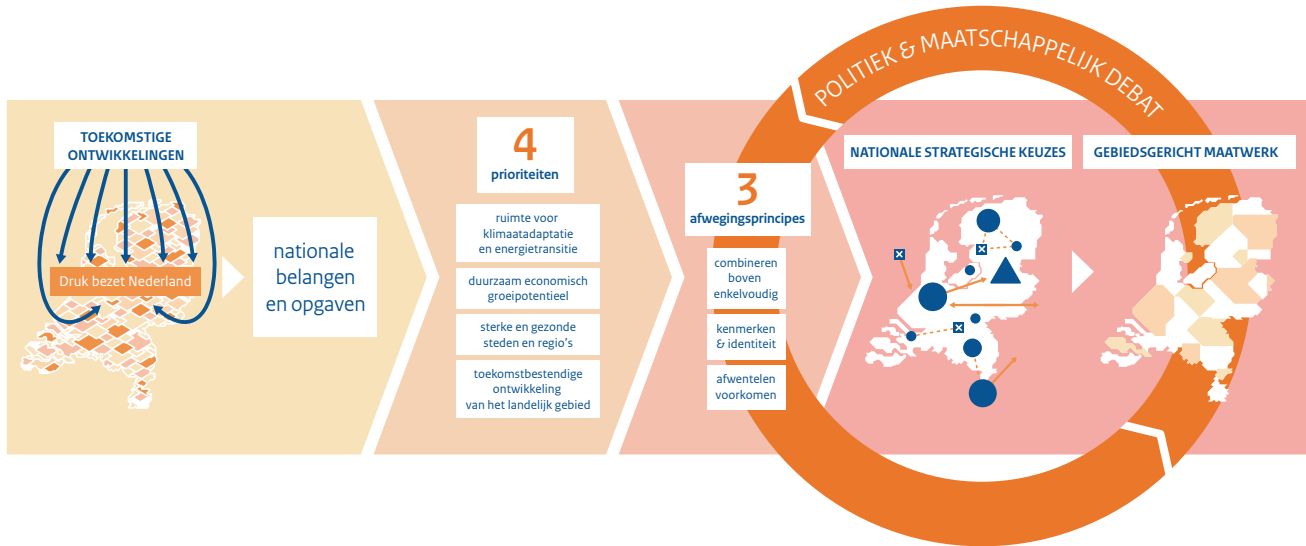 POLITIEK & MAATSCHAPPELIJK DEBAT
TOEKOMSTIGE
ONTWIKKELINGEN
Druk bezet Nederland
nationale
belangen
en opgaven
4
prioriteiten
ruimte voor
klimaatadaptatie
en energietransitie
duurzaam economisch
groeipotentieel
sterke en gezonde
steden en regio's
toekomstbestendige
ontwikkeling
van het landelijk gebied
3
afwegingsprincipes
combineren
boven
enkelvoudig
kenmerken
& identiteit
afwentelen
voorkomen
NATIONALE STRATEGISCHE KEUZES
GEBIEDSGERICHT MAATWERK